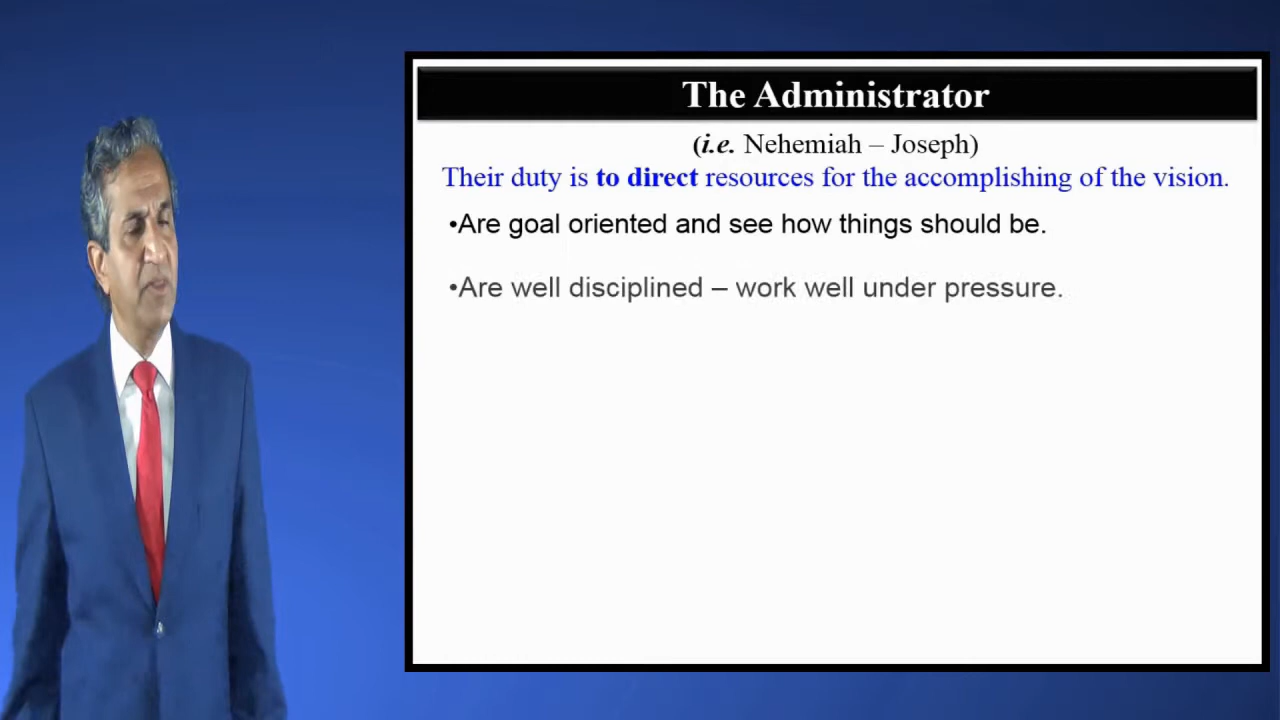 The Administrator
(i.e. Nehemiah – Joseph)
Their duty is to direct resources for the accomplishing of the vision.
•Are goal oriented and see how things should be.
•Are well disciplined – work well under pressure.